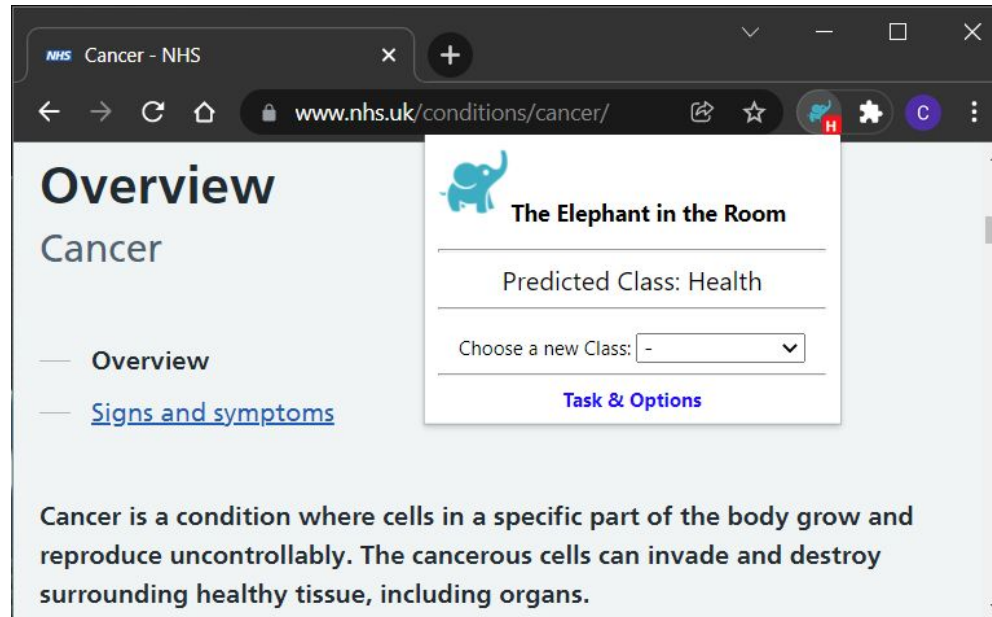 NHS Cancer - NHS
www.nhs.uk/conditions/cancer/
H
C
Overview
Cancer
The Elephant in the Room
Predicted Class: Health
Choose a new Class: -
Task & Options
— Overview
— Signs and symptoms
Cancer is a condition where cells in a specific part of the body grow and
reproduce uncontrollably. The cancerous cells can invade and destroy
surrounding healthy tissue, including organs.